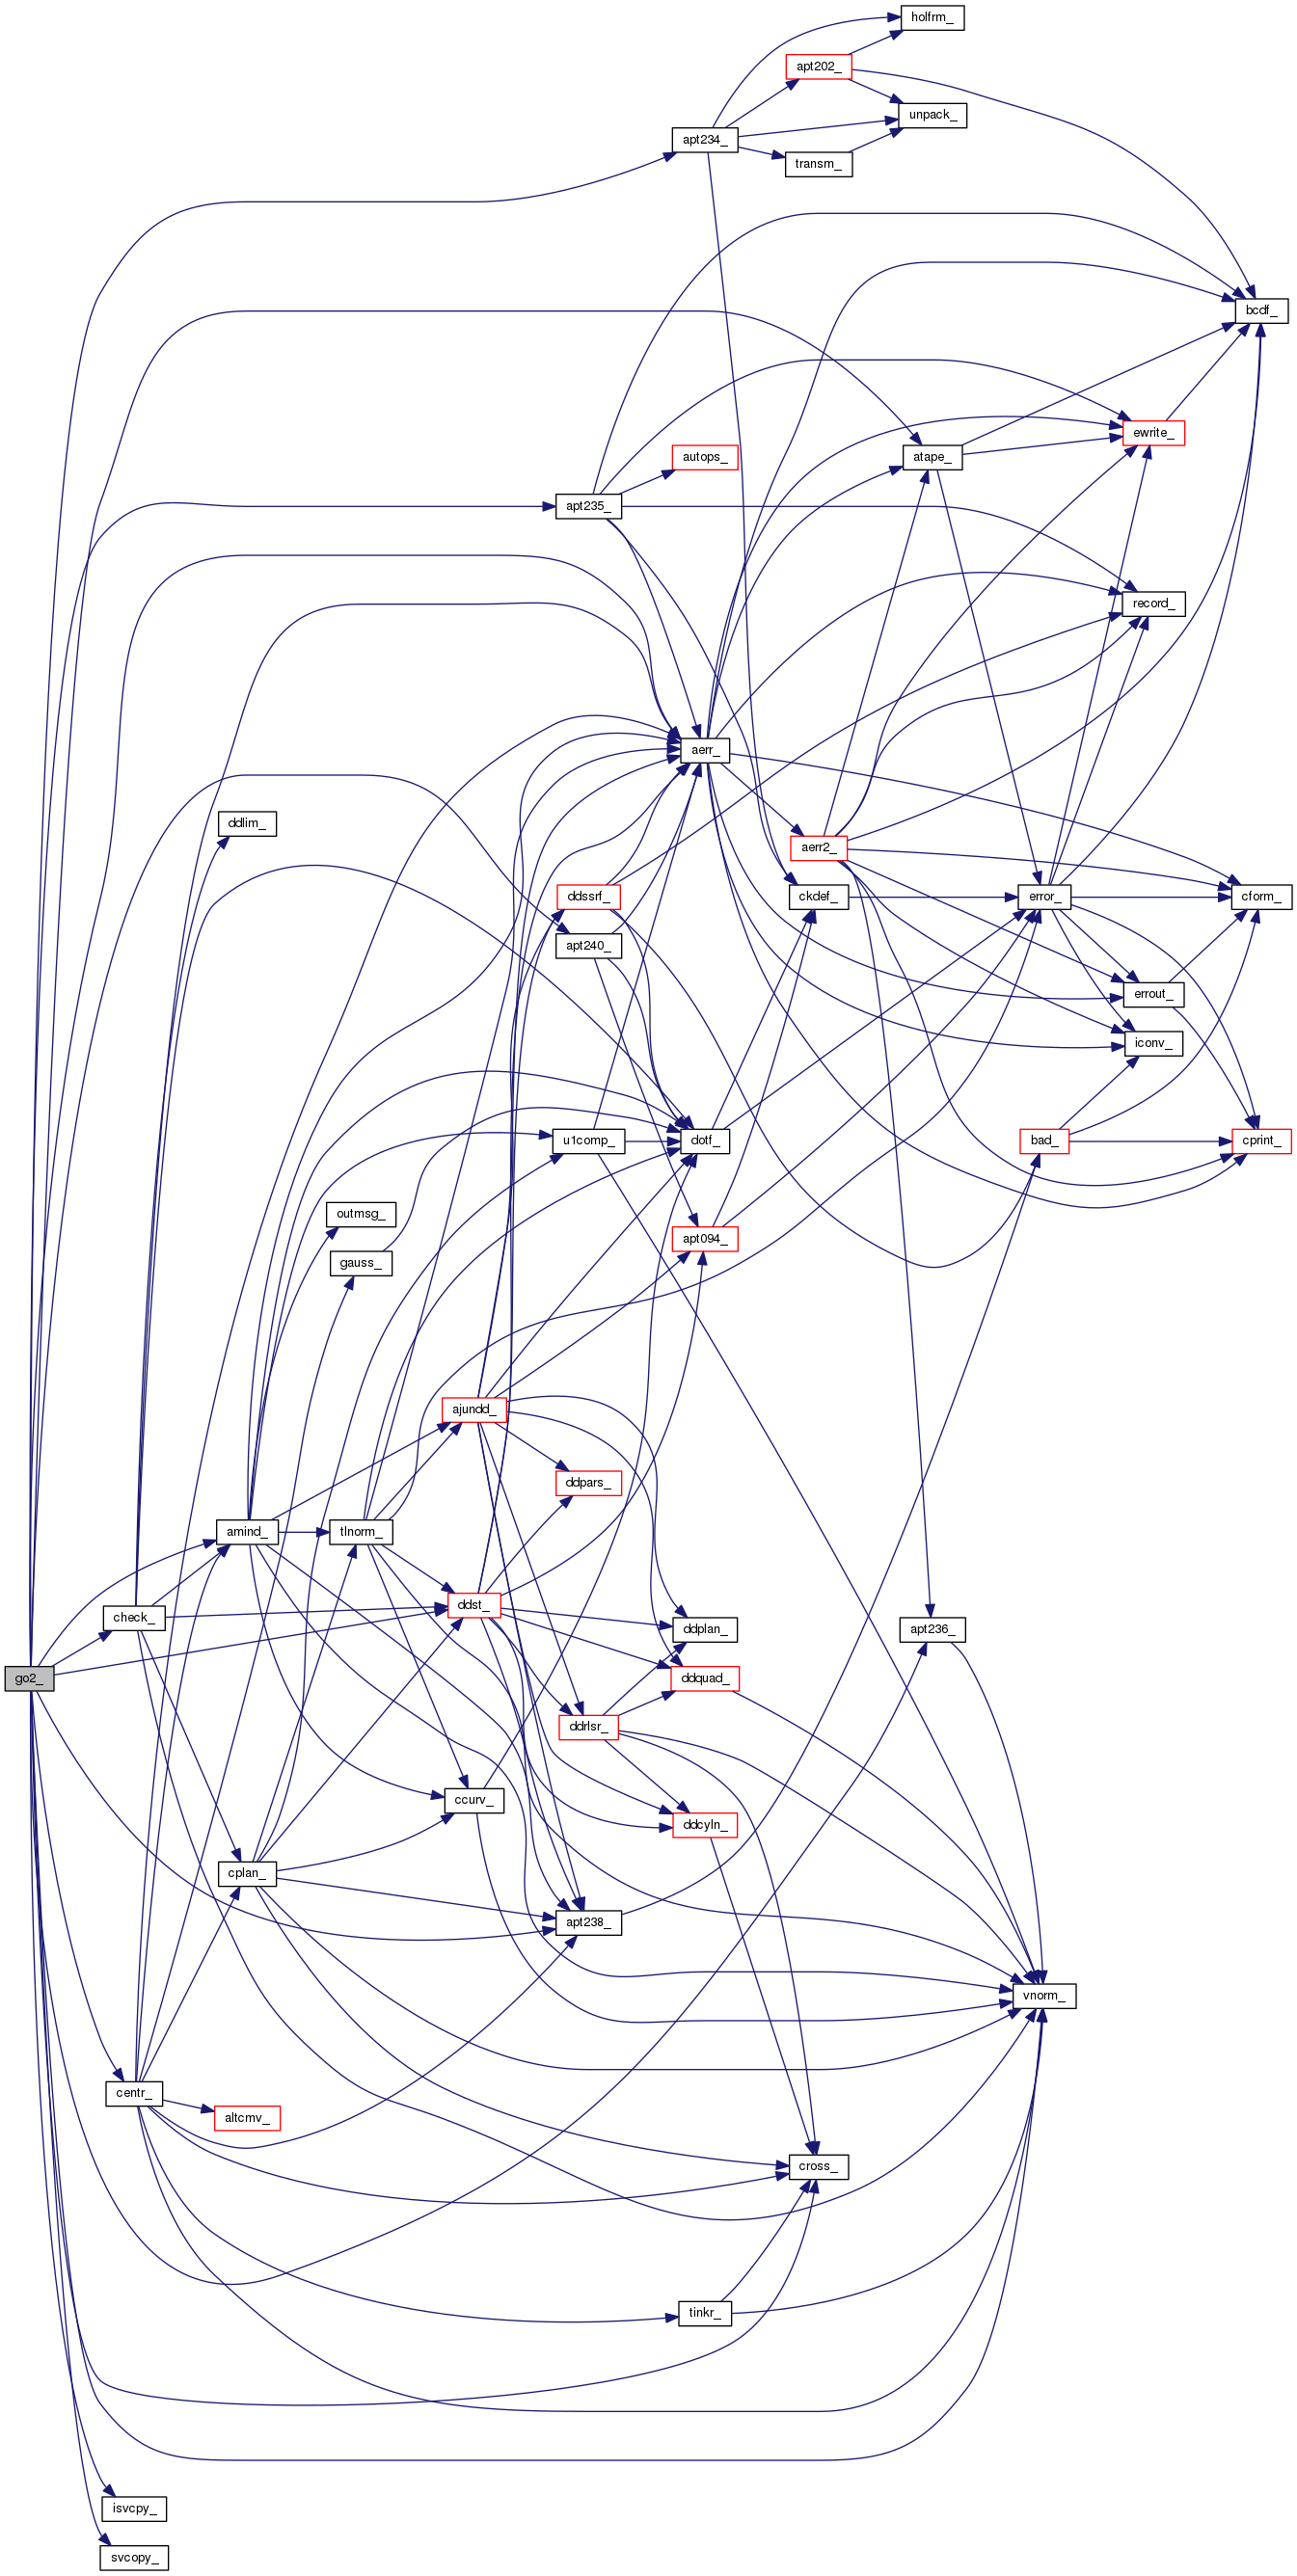 holfrm_
apt202_
unpack_
apt234_
transm_
bcdf_
ewrite_
atape_
autops_
apt235_
record_
aerr_
ddlim_
aerr2_
ddssrf_
ckdef_
error_
cform_
apt240_
errout_
iconv_
u1comp_
dotf_
bad_
cprint_
outmsg_
apt094_
gauss_
ajundd_
ddpars_
amind_
tlnorm_
ddst_
check_
ddplan_
apt236_
go2_
ddquad_
ddrlsr_
ccurv_
ddcyln_
cplan_
apt238_
vnorm_
centr_
altcmv_
cross_
tinkr_
isvcpy_
svcopy_